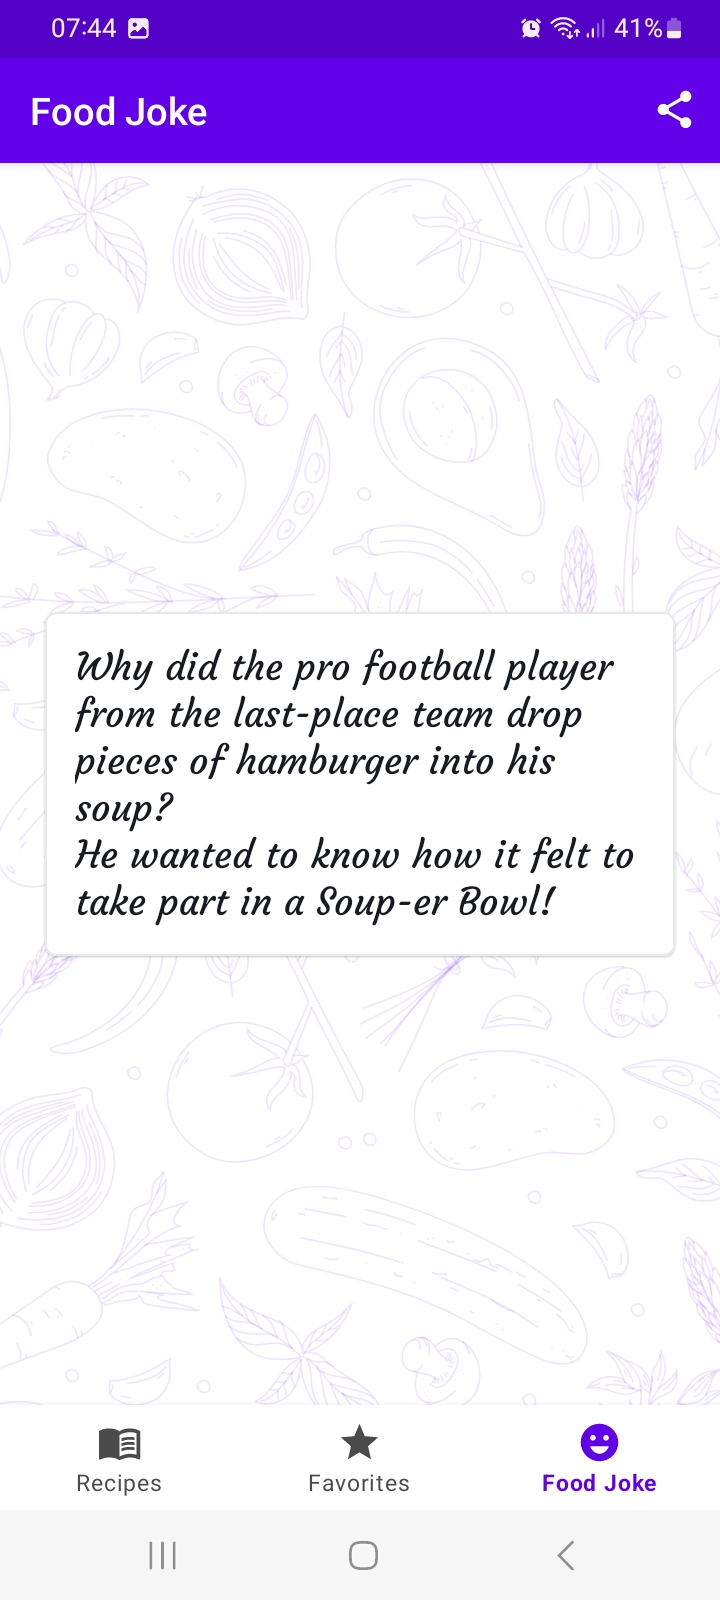 07:44
41%
Food Joke
Why did the pro football player
from the last-place team drop
pieces of hamburger into his
soup?
He wanted to know how it felt to
take part in a Soup-er Bowl!
Recipes
Favorites
Food Joke